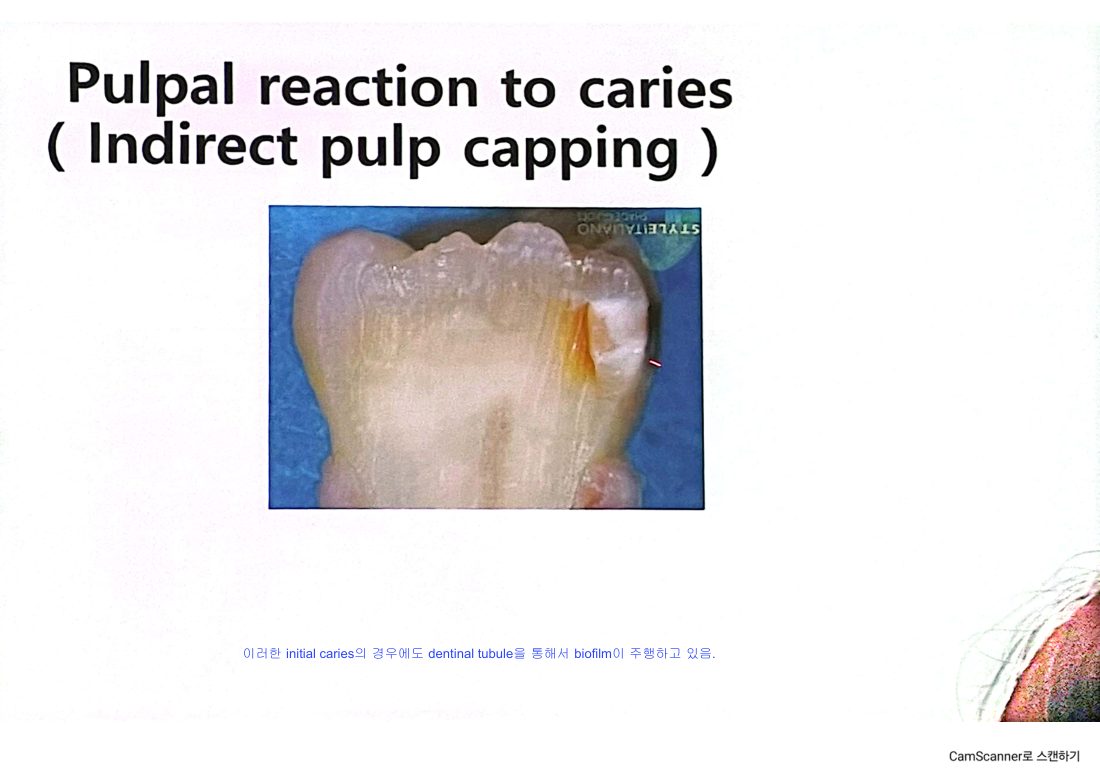 Pulpal reaction to caries
( Indirect pulp capping )
STYLEITALIANO
SHADEGUIDES
이러한 initial caries의 경우에도 dentinal tubule을 통해서 biofilm이 주행하고 있음.
CamScanner로 스캔하기